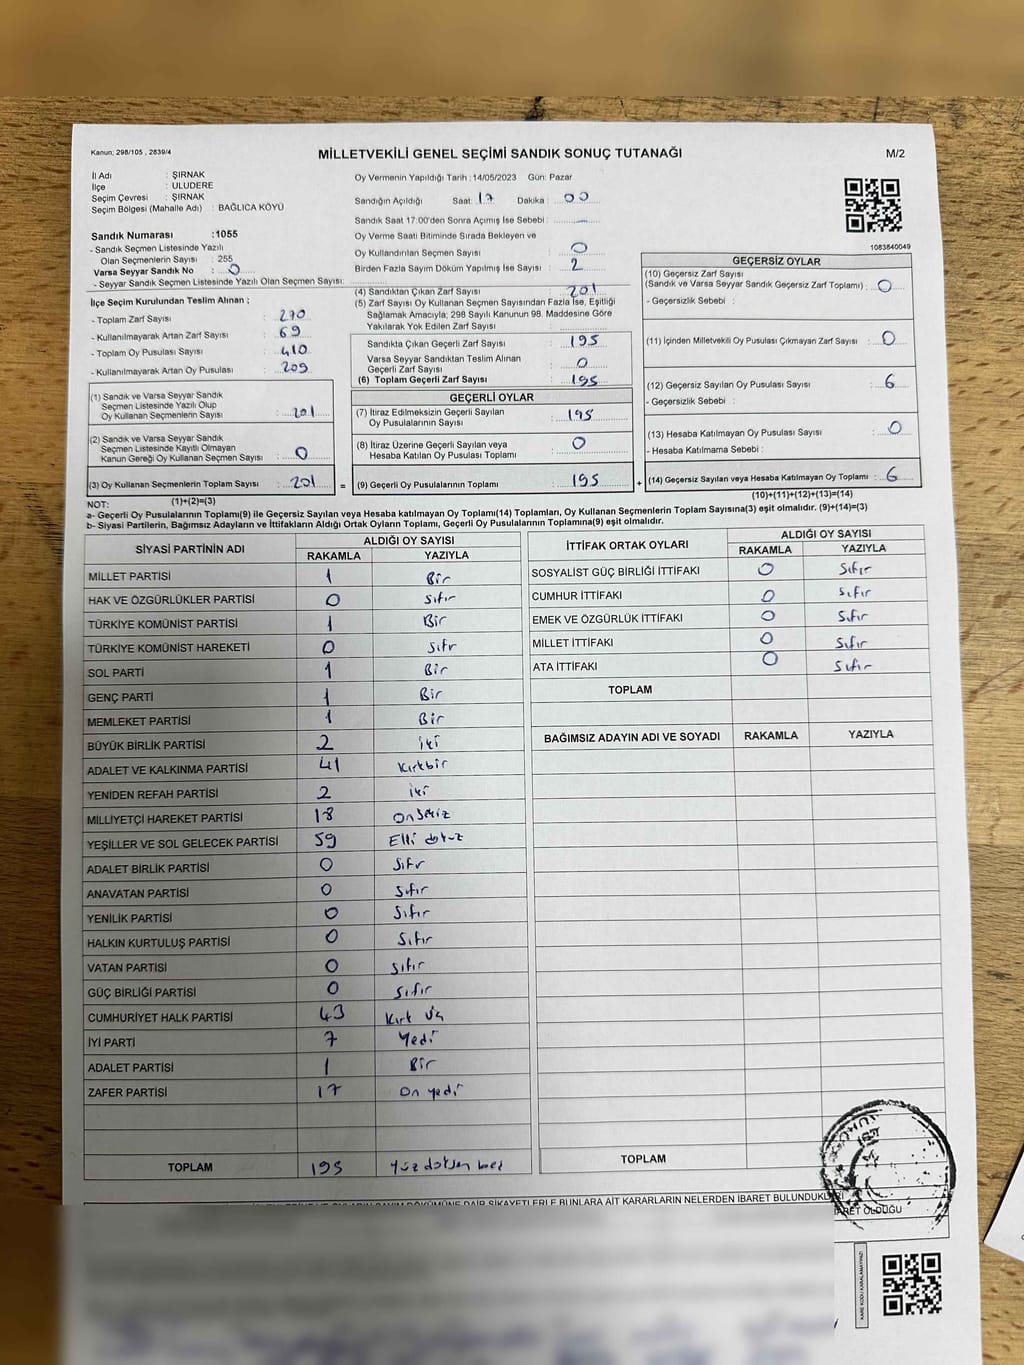 Kanun; 298/105 , 2839/4
MİLLETVEKİLİ GENEL SEÇİMİ SANDIK SONUÇ TUTANAĞI
M/2
İl Adı : ŞIRNAK
İlçe : ULUDERE
Seçim Çevresi : ŞIRNAK
Seçim Bölgesi (Mahalle Adı) : BAĞLICA KÖYÜ
Sandık Numarası :1055
- Sandık Seçmen Listesinde Yazılı
Olan Seçmenlerin Sayısı : 255
Varsa Seyyar Sandık No : 0
- Seyyar Sandık Seçmen Listesinde Yazılı Olan Seçmen Sayısı:
İlçe Seçim Kurulundan Teslim Alınan ;
- Toplam Zarf Sayısı : 270
- Kullanılmayarak Artan Zarf Sayısı : 69
- Toplam Oy Pusulası Sayısı : 410
- Kullanılmayarak Artan Oy Pusulası : 209
(1) Sandık ve Varsa Seyyar Sandık
Seçmen Listesinde Yazılı Olup
Oy Kullanan Seçmenlerin Sayısı : 201
(2) Sandık ve Varsa Seyyar Sandık
Seçmen Listesinde Kayıtlı Olmayan
Kanun Gereği Oy Kullanan Seçmen Sayısı : 0
(3) Oy Kullanan Seçmenlerin Toplam Sayısı : 201 =
(1)+(2)=(3)
Oy Vermenin Yapıldığı Tarih : 14/05/2023 Gün: Pazar
Sandığın Açıldığı Saat: 17 Dakika : 00
Sandık Saat 17:00'den Sonra Açımış İse Sebebi :
Oy Verme Saati Bitiminde Sırada Bekleyen ve
Oy Kullandırılan Seçmen Sayısı : 0
Birden Fazla Sayım Döküm Yapılmış İse Sayısı : 2
(4) Sandıktan Çıkan Zarf Sayısı : 201
(5) Zarf Sayısı Oy Kullanan Seçmen Sayısından Fazla İse, Eşitliği
Sağlamak Amacıyla; 298 Sayılı Kanunun 98. Maddesine Göre
Yakılarak Yok Edilen Zarf Sayısı :
Sandıkta Çıkan Geçerli Zarf Sayısı : 195
Varsa Seyyar Sandıktan Teslim Alınan
Geçerli Zarf Sayısı : 0
(6) Toplam Geçerli Zarf Sayısı : 195
GEÇERLİ OYLAR
(7) İtiraz Edilmeksizin Geçerli Sayılan
Oy Pusulalarının Sayısı : 195
(8) İtiraz Üzerine Geçerli Sayılan veya
Hesaba Katılan Oy Pusulası Toplamı : 0
(9) Geçerli Oy Pusulalarının Toplamı : 195 +
1083840049
GEÇERSİZ OYLAR
(10) Geçersiz Zarf Sayısı
(Sandık ve Varsa Seyyar Sandık Geçersiz Zarf Toplamı) : 0
- Geçersizlik Sebebi :
(11) İçinden Milletvekili Oy Pusulası Çıkmayan Zarf Sayısı : 0
(12) Geçersiz Sayılan Oy Pusulası Sayısı : 6
- Geçersizlik Sebebi :
(13) Hesaba Katılmayan Oy Pusulası Sayısı : 0
- Hesaba Katılmama Sebebi :
(14) Geçersiz Sayılan veya Hesaba Katılmayan Oy Toplamı : 6
(10)+(11)+(12)+(13)=(14)
NOT:
a- Geçerli Oy Pusulalarının Toplamı(9) ile Geçersiz Sayılan veya Hesaba katılmayan Oy Toplamı(14) Toplamları, Oy Kullanan Seçmenlerin Toplam Sayısına(3) eşit olmalıdır. (9)+(14)=(3)
b- Siyasi Partilerin, Bağımsız Adayların ve İttifakların Aldığı Ortak Oyların Toplamı, Geçerli Oy Pusulalarının Toplamına(9) eşit olmalıdır.
SİYASİ PARTİNİN ADI ALDIĞI OY SAYISI
RAKAMLA YAZIYLA
MİLLET PARTİSİ 1 Bir
HAK VE ÖZGÜRLÜKLER PARTİSİ 0 Sıfır
TÜRKİYE KOMÜNİST PARTİSİ 1 Bir
TÜRKİYE KOMÜNİST HAREKETİ 0 Sıfr
SOL PARTİ 1 Bir
GENÇ PARTİ 1 Bir
MEMLEKET PARTİSİ 1 Bir
BÜYÜK BİRLİK PARTİSİ 2 iki
ADALET VE KALKINMA PARTİSİ 41 Kırkbir
YENİDEN REFAH PARTİSİ 2 iki
MİLLİYETÇİ HAREKET PARTİSİ 18 Onsekiz
YEŞİLLER VE SOL GELECEK PARTİSİ 59 Elli dokuz
ADALET BİRLİK PARTİSİ 0 Sıfır
ANAVATAN PARTİSİ 0 Sıfır
YENİLİK PARTİSİ 0 Sıfır
HALKIN KURTULUŞ PARTİSİ 0 Sıfır
VATAN PARTİSİ 0 Sıfır
GÜÇ BİRLİĞİ PARTİSİ 0 Sıfır
CUMHURİYET HALK PARTİSİ 43 Kırk üç
İYİ PARTİ 7 Yedi
ADALET PARTİSİ 1 Bir
ZAFER PARTİSİ 17 On yedi
TOPLAM 195 Yüz doksan beş
İTTİFAK ORTAK OYLARI ALDIĞI OY SAYISI
RAKAMLA YAZIYLA
SOSYALİST GÜÇ BİRLİĞİ İTTİFAKI 0 Sıfır
CUMHUR İTTİFAKI 0 Sıfır
EMEK VE ÖZGÜRLÜK İTTİFAKI 0 Sıfır
MİLLET İTTİFAKI 0 Sıfır
ATA İTTİFAKI 0 Sıfır
TOPLAM
BAĞIMSIZ ADAYIN ADI VE SOYADI RAKAMLA YAZIYLA
TOPLAM